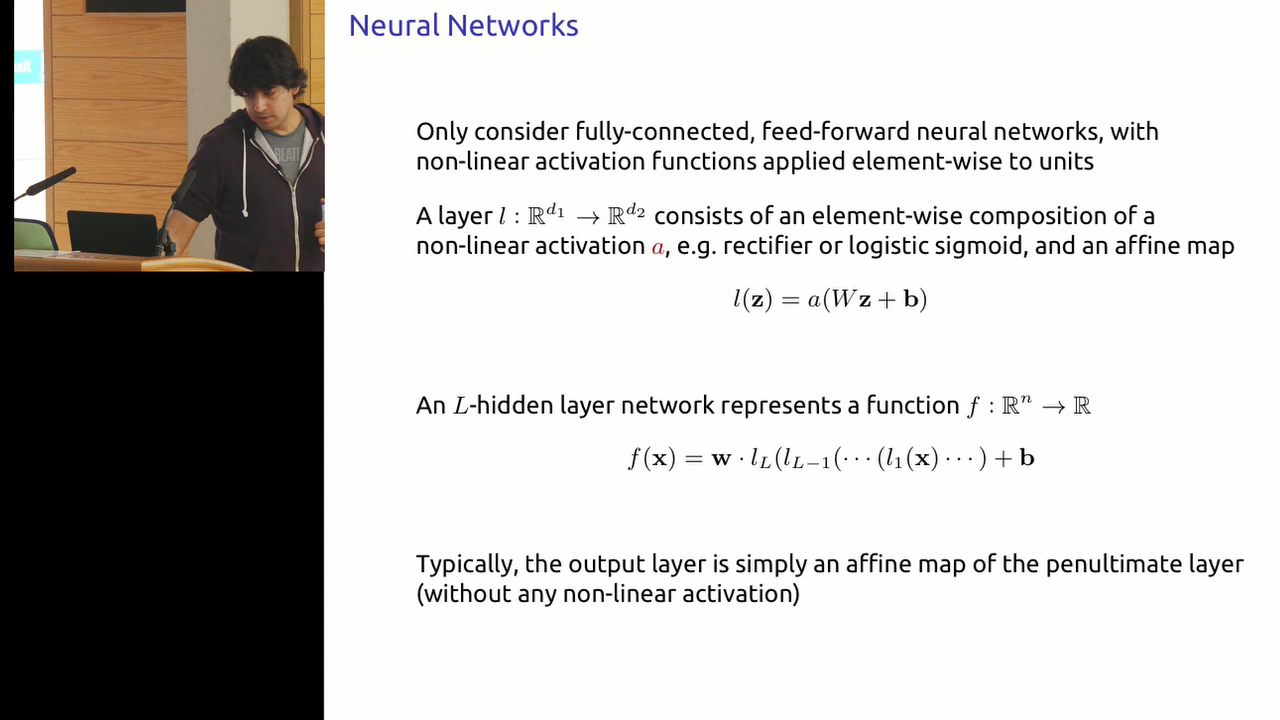 Neural Networks
Only consider fully-connected, feed-forward neural networks, with
non-linear activation functions applied element-wise to units
A layer l : ℝ^{d_1} → ℝ^{d_2} consists of an element-wise composition of a
non-linear activation a, e.g. rectifier or logistic sigmoid, and an affine map
l(z) = a(Wz + b)
An L-hidden layer network represents a function f : ℝ^n → ℝ
f(x) = w · l_L(l_{L−1}(··· (l_1(x) ···) + b
Typically, the output layer is simply an affine map of the penultimate layer
(without any non-linear activation)